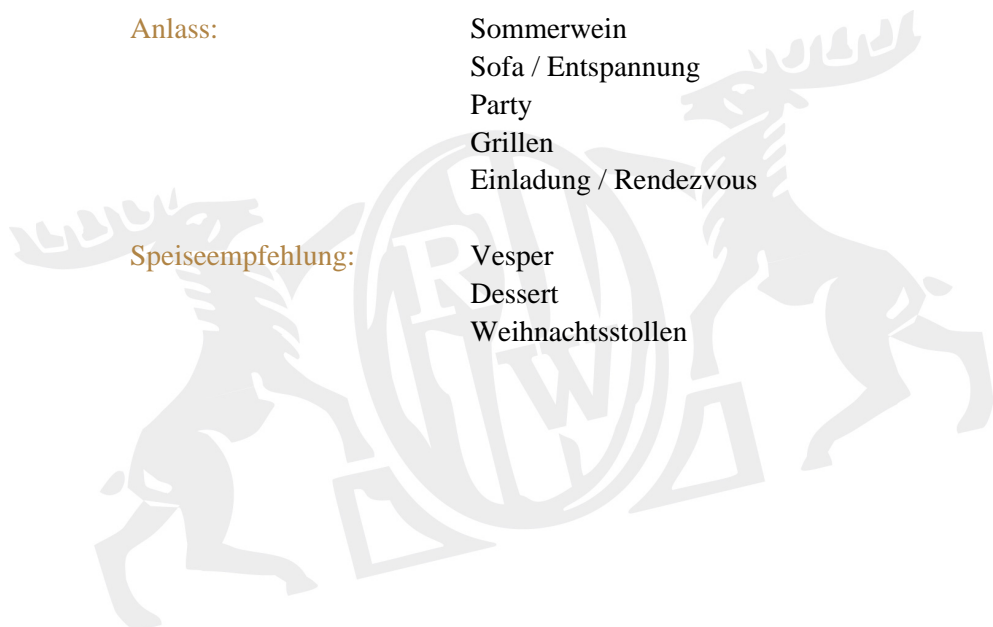 Anlass: Sommerwein
Sofa / Entspannung
Party
Grillen
Einladung / Rendezvous
Speiseempfehlung: Vesper
Dessert
Weihnachtsstollen
R
W